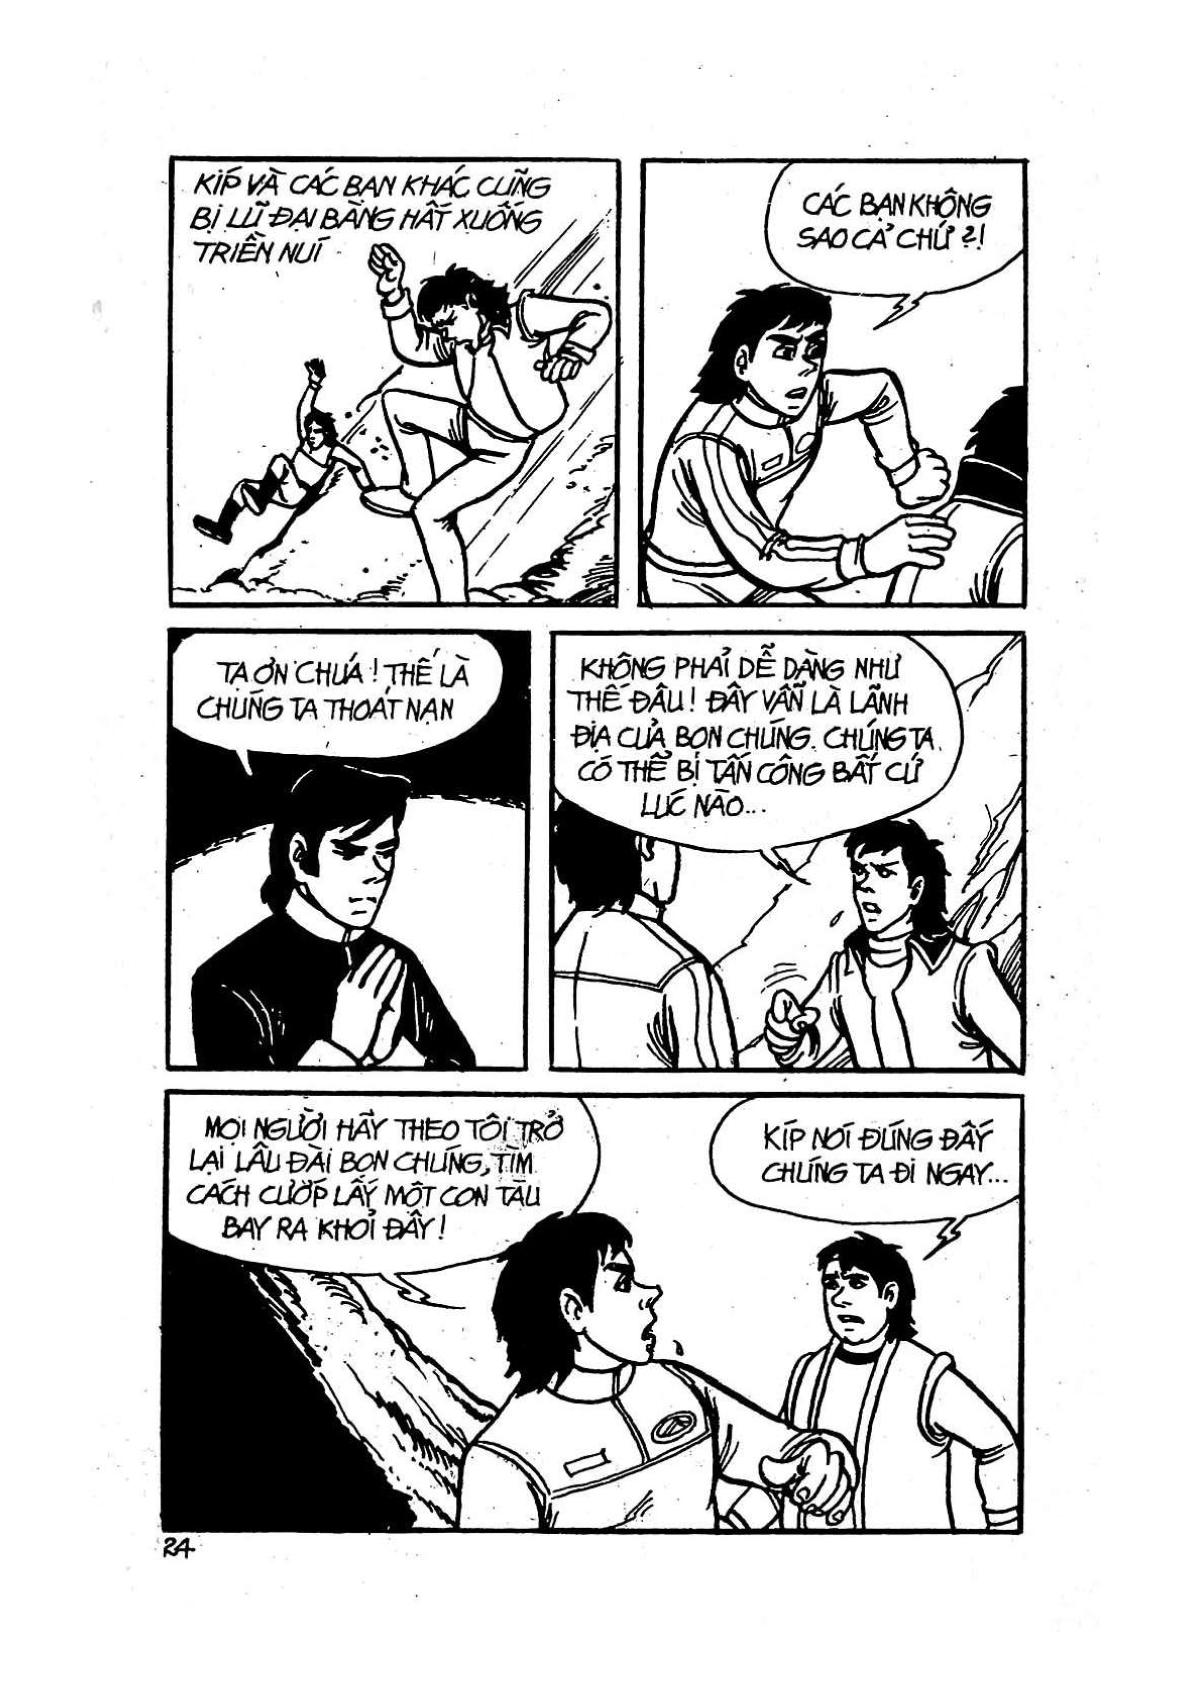 KÍP VÀ CÁC BẠN KHÁC CŨNG
BỊ LŨ ĐẠI BÀNG HẤT XUỐNG
TRIỀN NÚI
CÁC BẠN KHÔNG
SAO CẢ CHỨ ?!
TẠ ƠN CHÚA ! THẾ LÀ
CHÚNG TA THOÁT NẠN
KHÔNG PHẢI DỄ DÀNG NHƯ
THẾ ĐÂU ! ĐÂY VẪN LÀ LÃNH
ĐỊA CỦA BỌN CHÚNG. CHÚNG TA
CÓ THỂ BỊ TẤN CÔNG BẤT CỨ
LÚC NÀO...
MỌI NGƯỜI HÃY THEO TÔI TRỞ
LẠI LÂU ĐÀI BỌN CHÚNG, TÌM
CÁCH CƯỚP LẤY MỘT CON TÀU
BAY RA KHỎI ĐÂY !
KÍP NÓI ĐÚNG ĐẤY
CHÚNG TA ĐI NGAY...
24